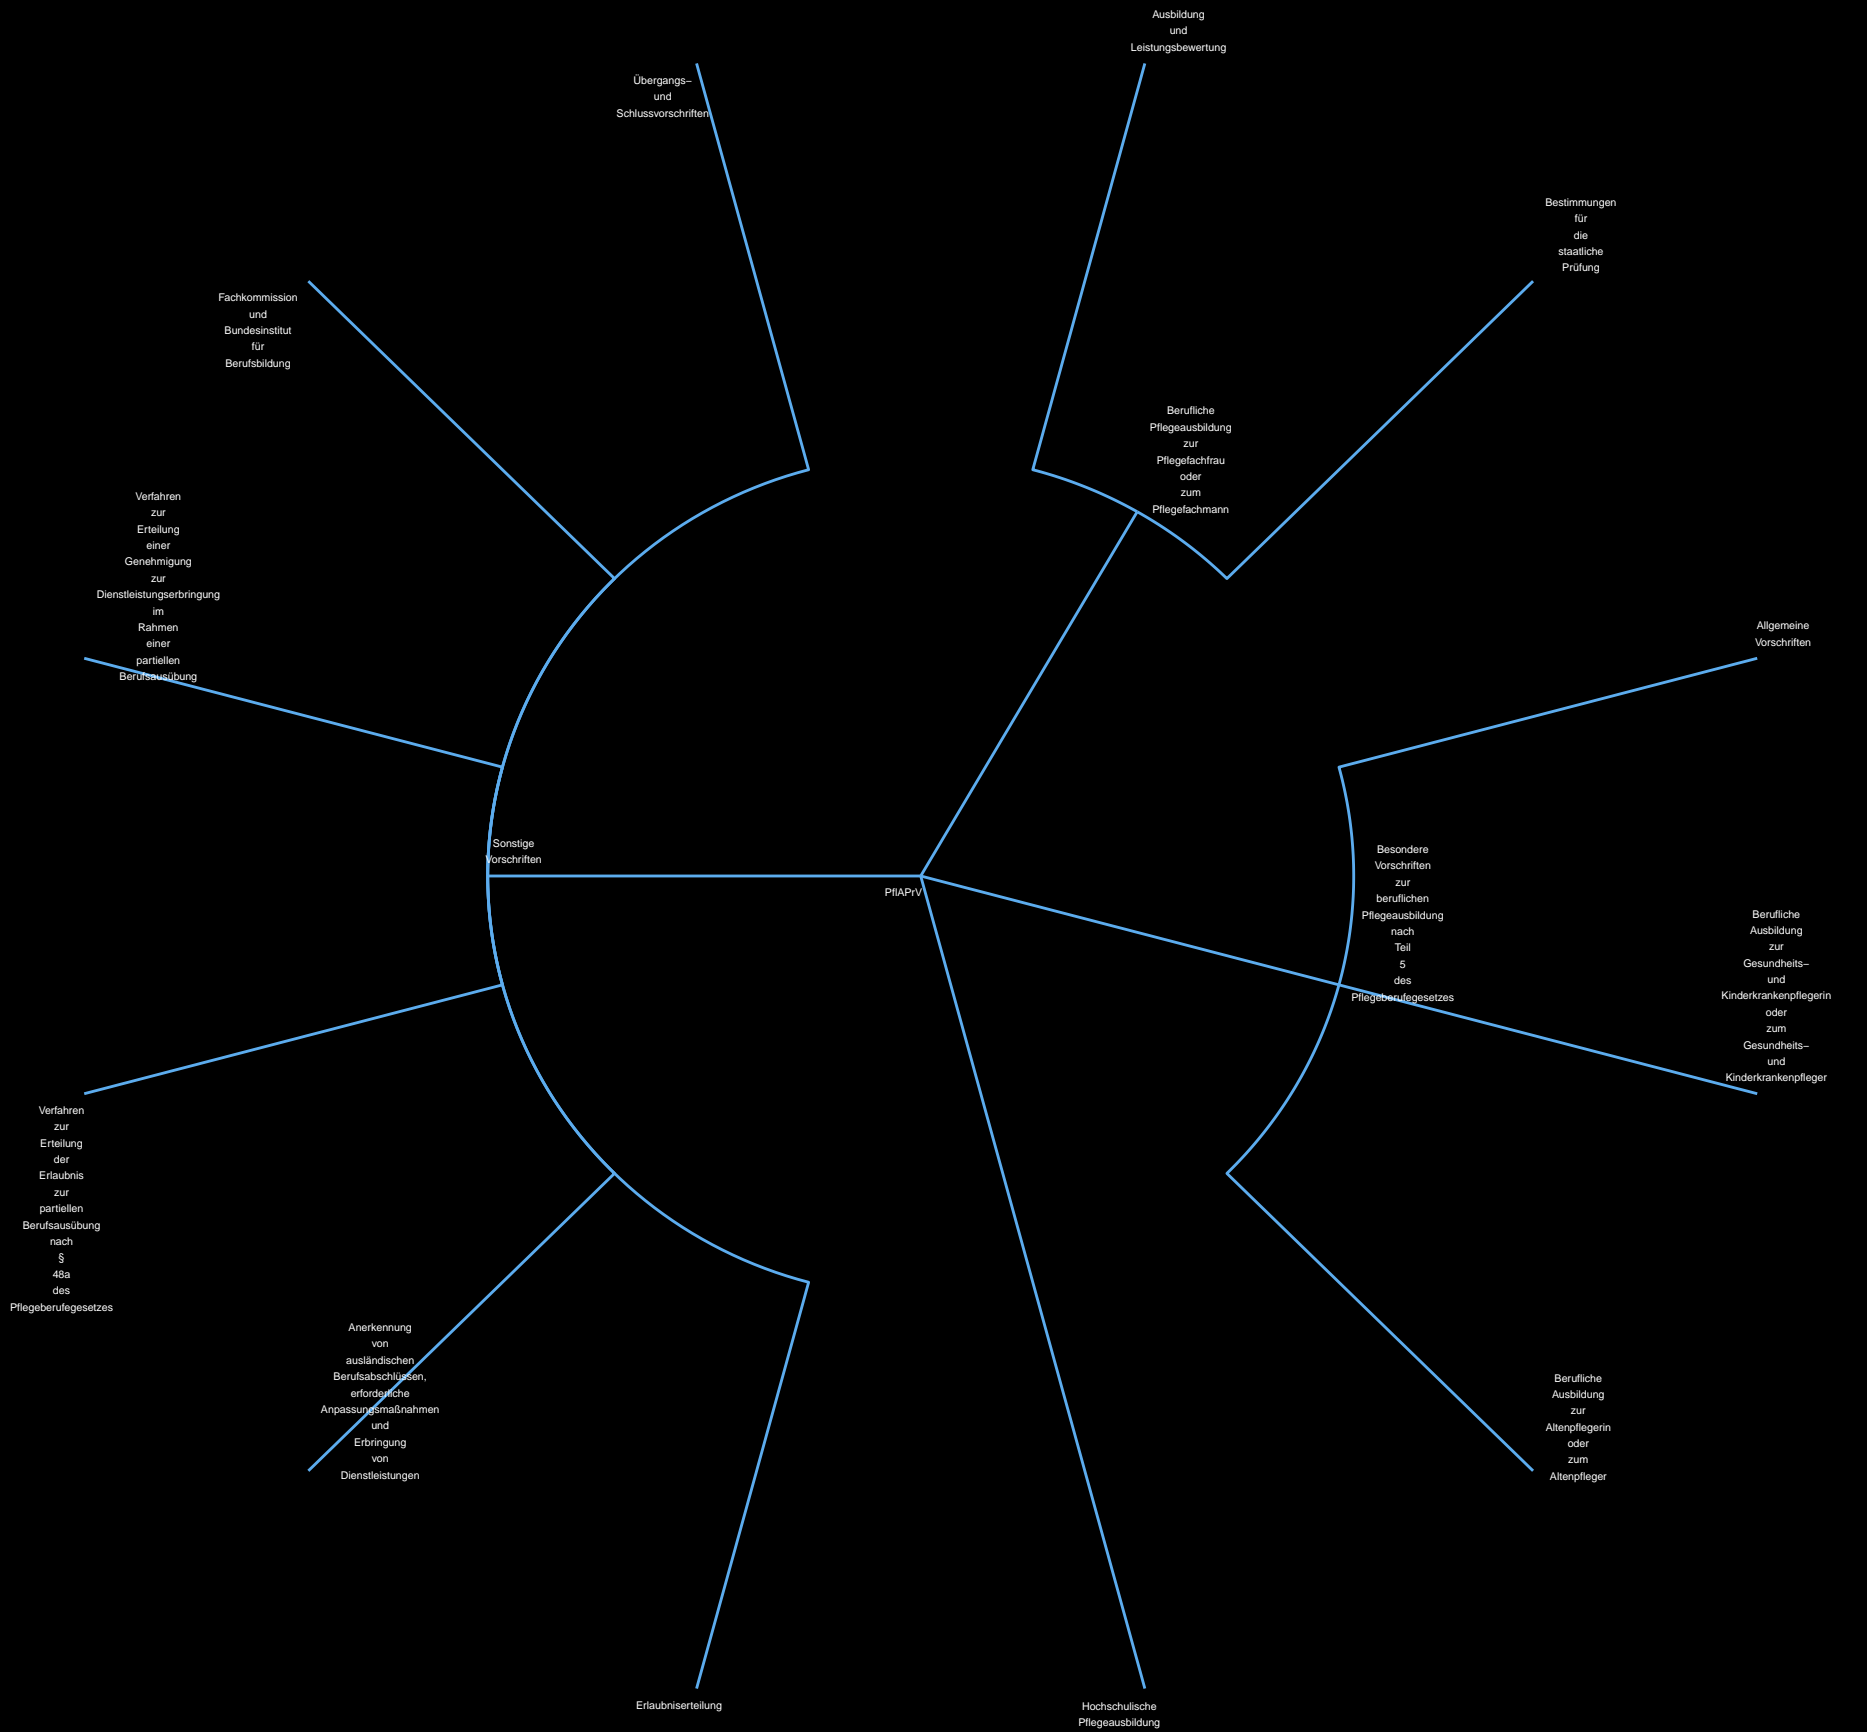 Ausbildung
und
Leistungsbewertung
Übergangs–
und
Schlussvorschriften
Bestimmungen
für
die
staatliche
Prüfung
Fachkommission
und
Bundesinstitut
für
Berufsbildung
Berufliche
Pflegeausbildung
zur
Pflegefachfrau
oder
zum
Pflegefachmann
Verfahren
zur
Erteilung
einer
Genehmigung
zur
Dienstleistungserbringung
im
Rahmen
einer
partiellen
Berufsausübung
Allgemeine
Vorschriften
Sonstige
Vorschriften
PflAPrV
Besondere
Vorschriften
zur
beruflichen
Pflegeausbildung
nach
Teil
5
des
Pflegeberufegesetzes
Berufliche
Ausbildung
zur
Gesundheits–
und
Kinderkrankenpflegerin
oder
zum
Gesundheits–
und
Kinderkrankenpfleger
Verfahren
zur
Erteilung
der
Erlaubnis
zur
partiellen
Berufsausübung
nach
§
48a
des
Pflegeberufegesetzes
Anerkennung
von
ausländischen
Berufsabschlüssen,
erforderliche
Anpassungsmaßnahmen
und
Erbringung
von
Dienstleistungen
Berufliche
Ausbildung
zur
Altenpflegerin
oder
zum
Altenpfleger
Erlaubniserteilung
Hochschulische
Pflegeausbildung